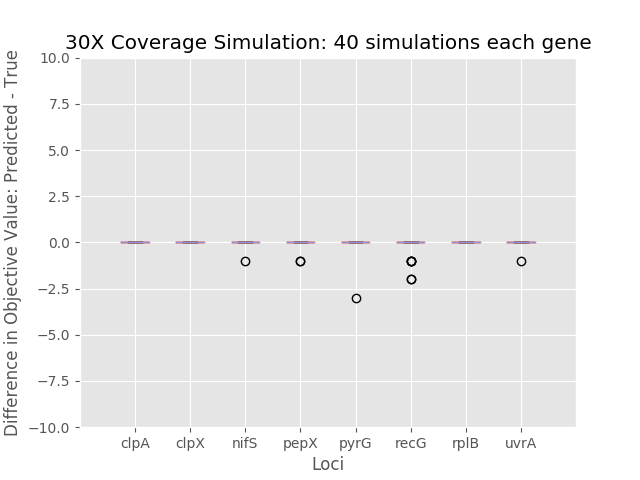 30X Coverage Simulation: 40 simulations each gene
Difference in Objective Value: Predicted - True
10.0
7.5
5.0
2.5
0.0
−2.5
−5.0
−7.5
−10.0
clpA clpX nifS pepX pyrG recG rplB uvrA
Loci